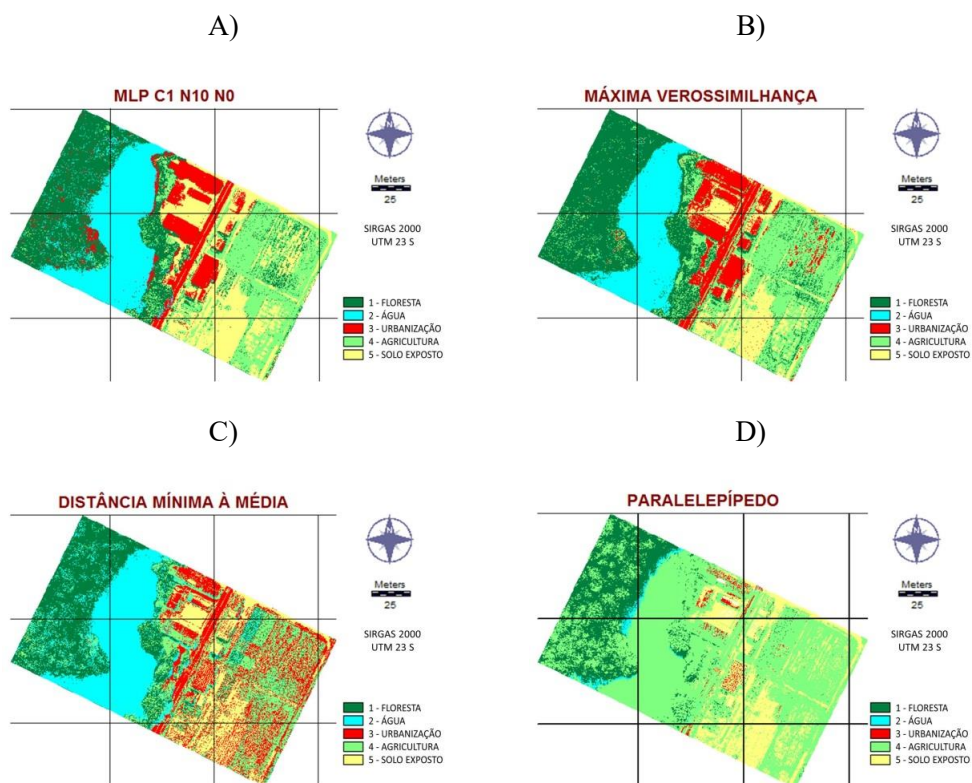 A)
B)
MLP C1 N10 N0
N
Meters
25
SIRGAS 2000
UTM 23 S
1 - FLORESTA
2 - ÁGUA
3 - URBANIZAÇÃO
4 - AGRICULTURA
5 - SOLO EXPOSTO
MÁXIMA VEROSSIMILHANÇA
N
Meters
25
SIRGAS 2000
UTM 23 S
1 - FLORESTA
2 - ÁGUA
3 - URBANIZAÇÃO
4 - AGRICULTURA
5 - SOLO EXPOSTO
C)
D)
DISTÂNCIA MÍNIMA À MÉDIA
N
Meters
25
SIRGAS 2000
UTM 23 S
1 - FLORESTA
2 - ÁGUA
3 - URBANIZAÇÃO
4 - AGRICULTURA
5 - SOLO EXPOSTO
PARALELEPÍPEDO
N
Meters
25
SIRGAS 2000
UTM 23 S
1 - FLORESTA
2 - ÁGUA
3 - URBANIZAÇÃO
4 - AGRICULTURA
5 - SOLO EXPOSTO